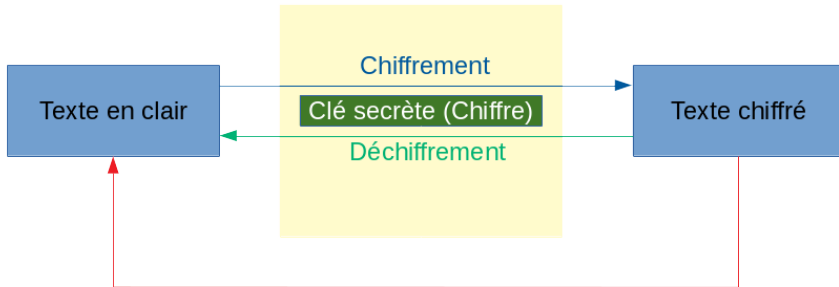 Chiffrement
Texte en clair
Clé secrète (Chiffre)
Texte chiffré
Déchiffrement